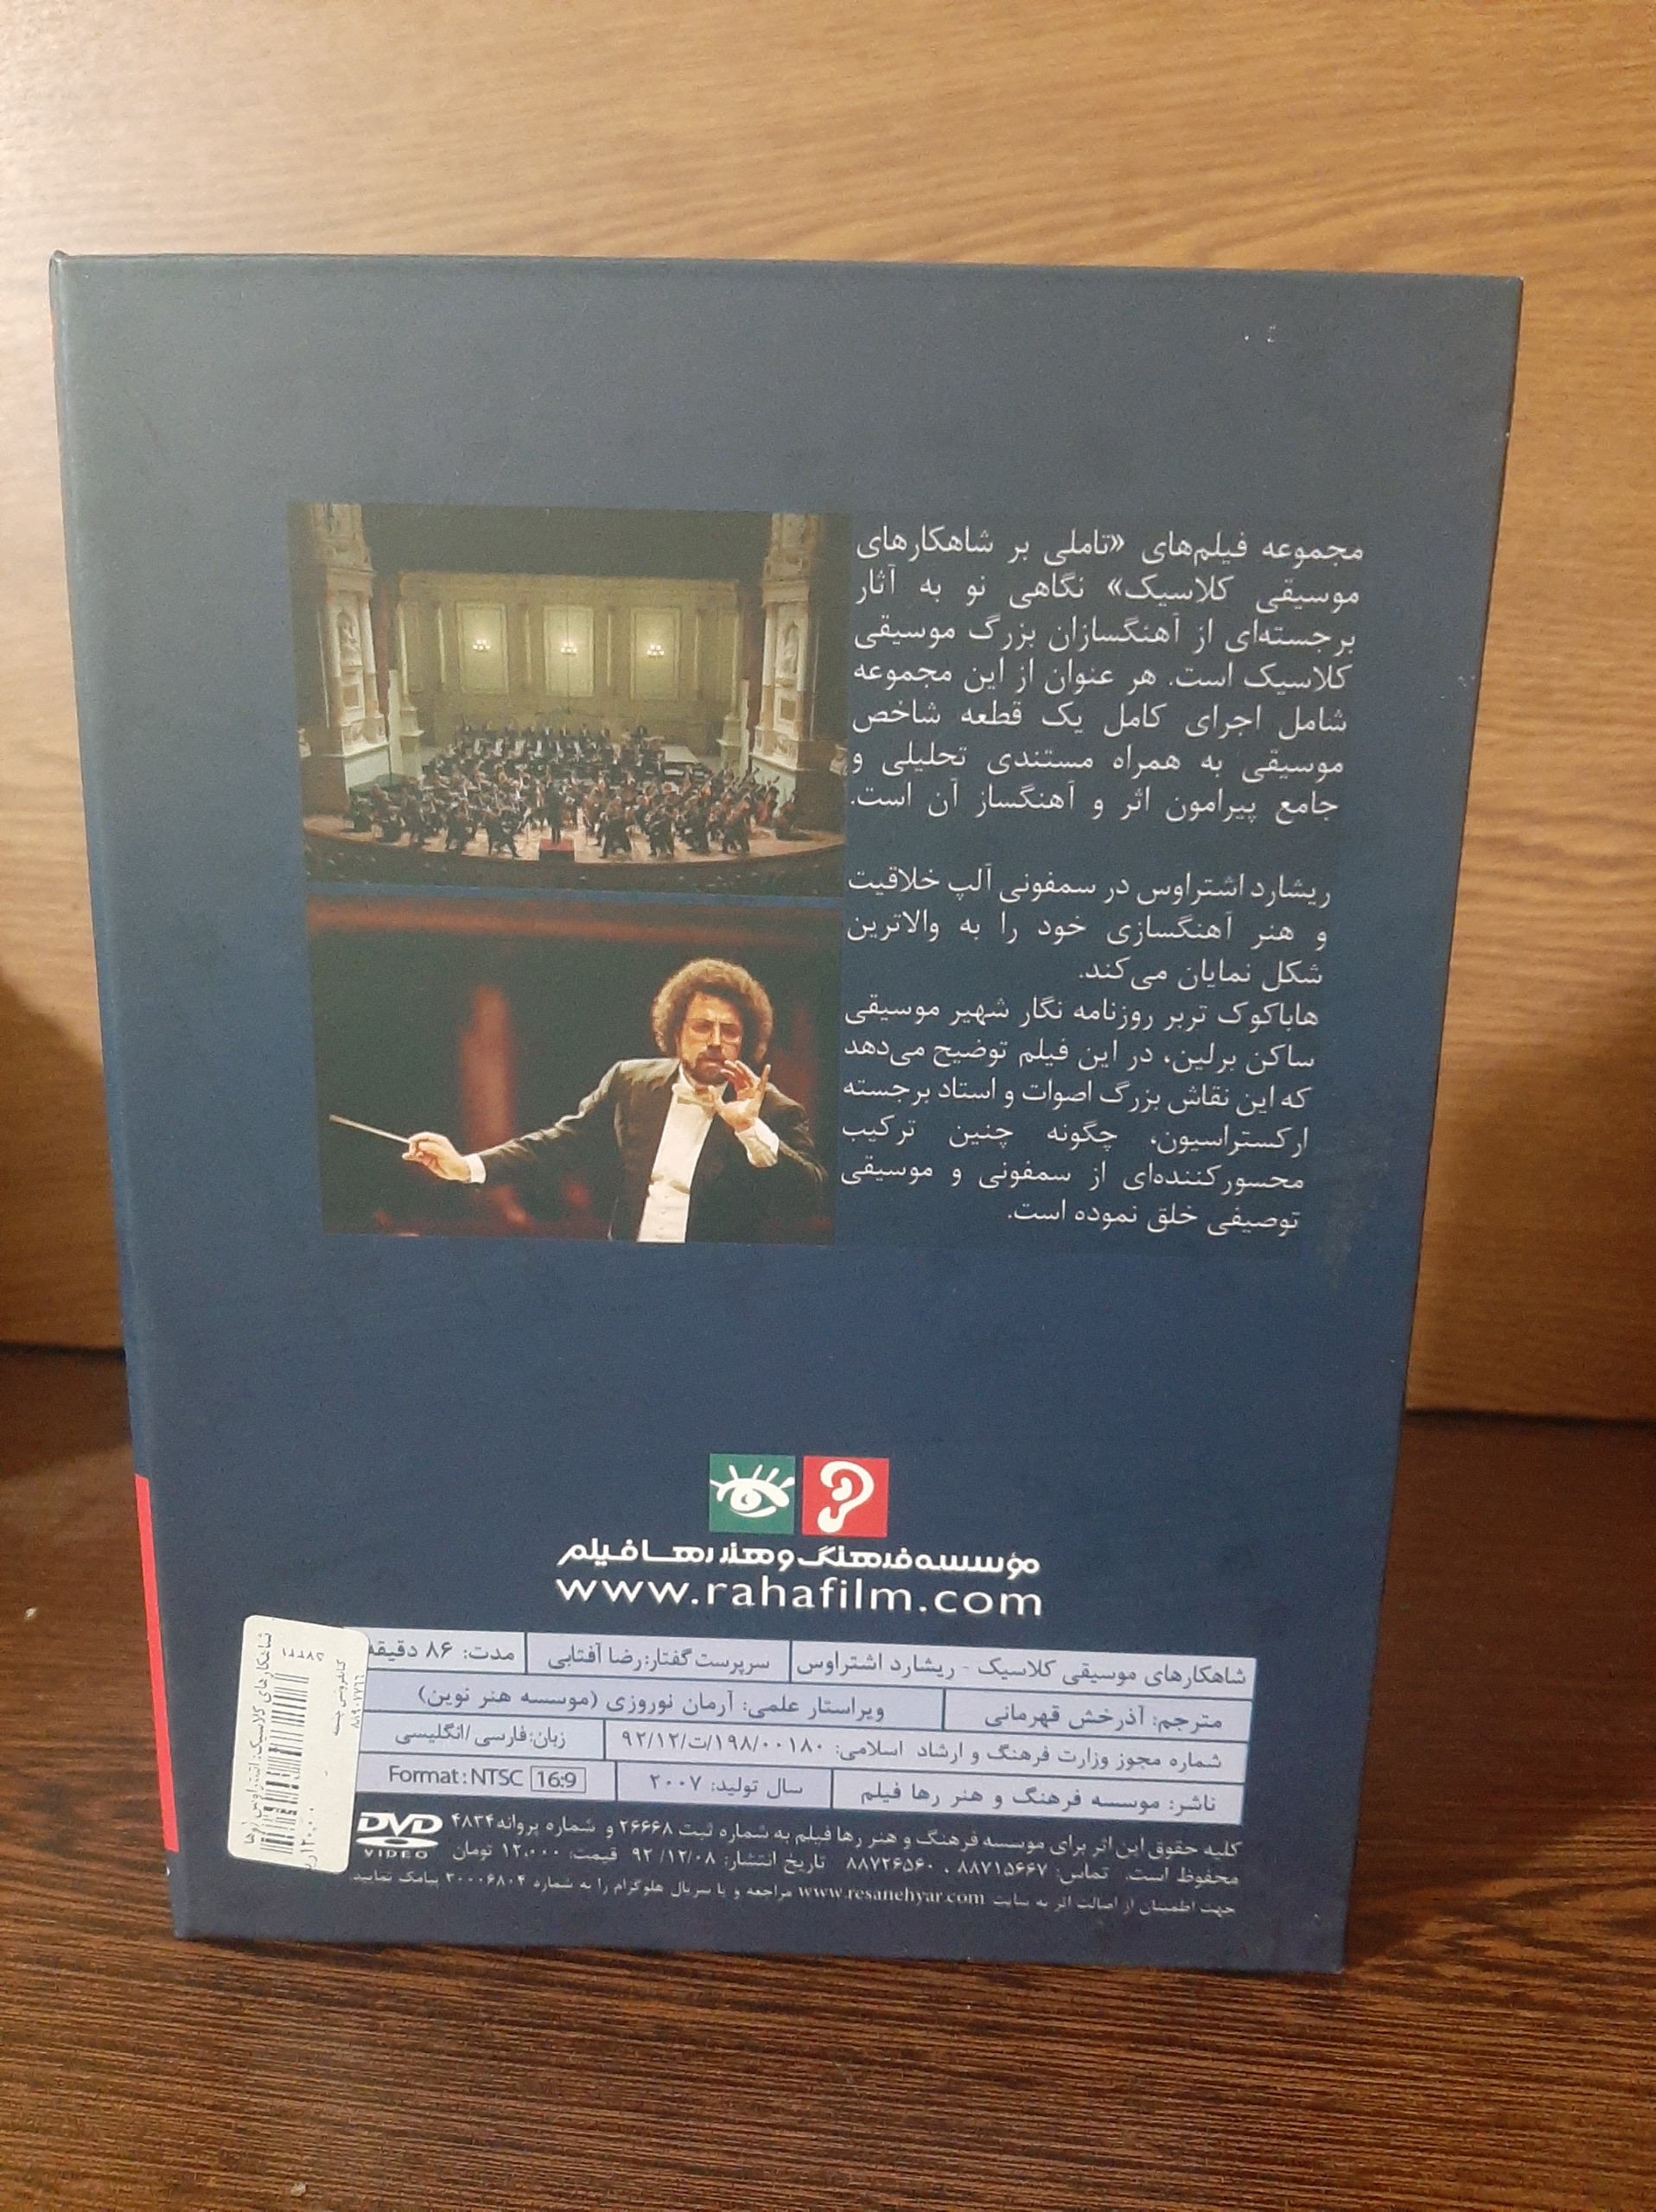 مجموعه فیلم‌های «تاملی بر شاهکارهای
موسیقی کلاسیک» نگاهی نو به آثار
برجسته‌ای از آهنگسازان بزرگ موسیقی
کلاسیک است. هر عنوان از این مجموعه
شامل اجرای کامل یک قطعه شاخص
موسیقی به همراه مستندی تحلیلی و
جامع پیرامون اثر و آهنگساز آن است.
ریشارد اشتراوس در سمفونی آلپ خلاقیت
و هنر آهنگسازی خود را به والاترین
شکل نمایان می‌کند.
هاباکوک تربر روزنامه نگار شهیر موسیقی
ساکن برلین، در این فیلم توضیح می‌دهد
که این نقاش بزرگ اصوات و استاد برجسته
ارکستراسیون، چگونه چنین ترکیب
محسورکننده‌ای از سمفونی و موسیقی
توصیفی خلق نموده است.
مؤسسه فرهنگ و هنر رها فیلم
www.rahafilm.com
شاهکارهای موسیقی کلاسیک - ریشارد اشتراوس سرپرست گفتار: رضا آفتابی مدت: ۸۶ دقیقه
مترجم: آذرخش قهرمانی ویراستار علمی: آرمان نوروزی (موسسه هنر نوین)
شماره مجوز وزارت فرهنگ و ارشاد اسلامی: ۹۲/۱۲/ت/۱۹۸/۰۰۱۸۰ زبان: فارسی/انگلیسی
ناشر: موسسه فرهنگ و هنر رها فیلم سال تولید: ۲۰۰۷ Format: NTSC 16:9
کلیه حقوق این اثر برای موسسه فرهنگ و هنر رها فیلم به شماره ثبت ۲۶۶۶۸ و شماره پروانه ۴۸۳۴
محفوظ است. تماس: ۸۸۷۱۵۶۶۷ ، ۸۸۷۲۶۵۶۰ تاریخ انتشار: ۹۲/۱۲/۰۸ قیمت: ۱۲,۰۰۰ تومان
جهت اطمینان از اصالت اثر به سایت www.resanehyar.com مراجعه و یا سریال هلوگرام را به شماره ۳۰۰۰۶۸۰۴ پیامک نمایید.
DVD
VIDEO
شاهکارهای کلاسیک: اشتراوس (رها
کتابفروشی چشمه
۸۸۹۰۷۷۶۶